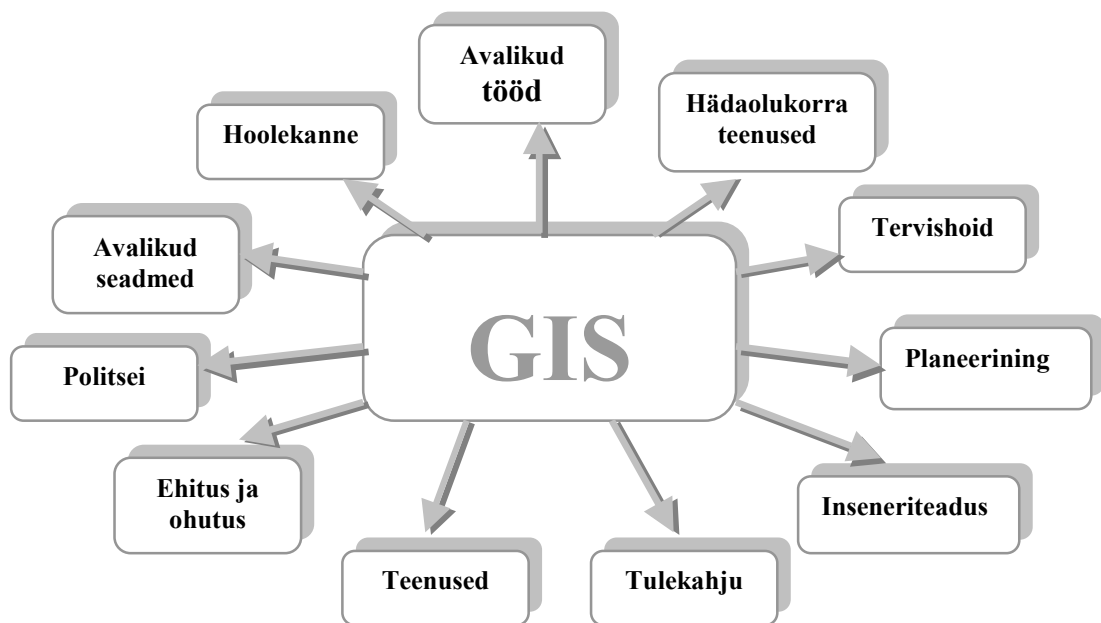 Avalikud
tööd
Hädaolukorra
teenused
Hoolekanne
Tervishoid
Avalikud
seadmed
GIS
Politsei
Planeerining
Ehitus ja
ohutus
Inseneriteadus
Teenused
Tulekahju